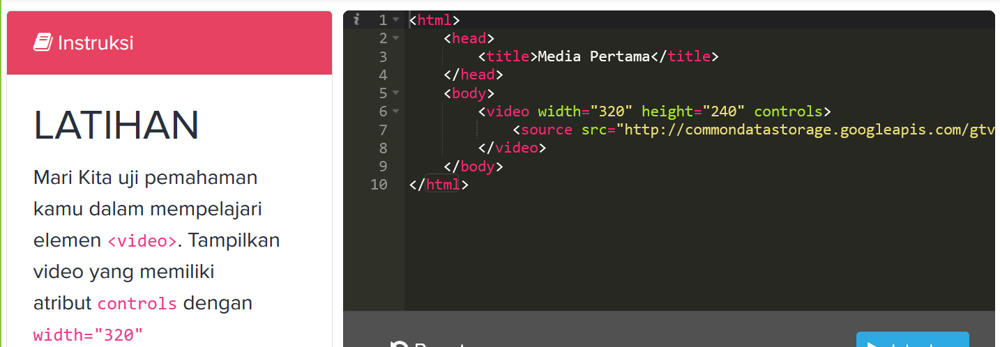 Instruksi
LATIHAN
Mari Kita uji pemahaman
kamu dalam mempelajari
elemen <video>. Tampilkan
video yang memiliki
atribut controls dengan
width="320"
1 <html>
2 <head>
3 <title>Media Pertama</title>
4 </head>
5 <body>
6 <video width="320" height="240" controls>
7 <source src="http://commondatastorage.googleapis.com/gtv
8 </video>
9 </body>
10 </html>